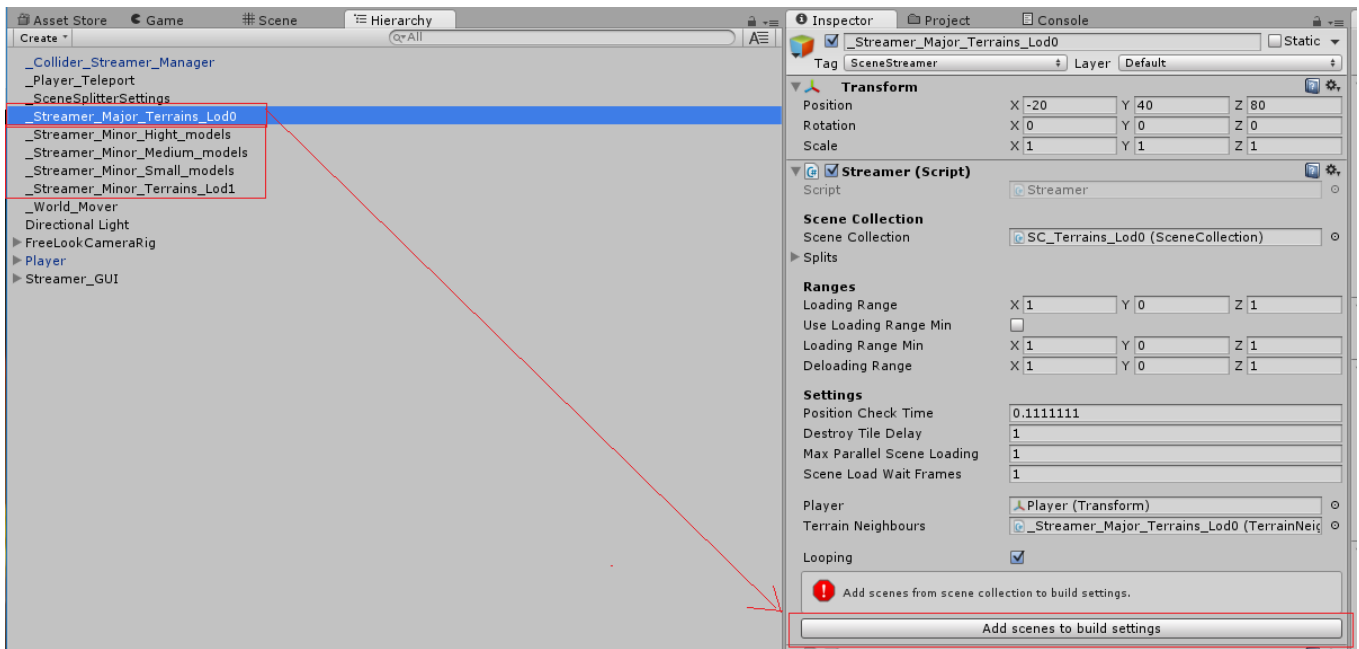 Asset Store Game Scene Hierarchy
Create All
_Collider_Streamer_Manager
_Player_Teleport
_SceneSplitterSettings
_Streamer_Major_Terrains_Lod0
_Streamer_Minor_Hight_models
_Streamer_Minor_Medium_models
_Streamer_Minor_Small_models
_Streamer_Minor_Terrains_Lod1
_World_Mover
Directional Light
FreeLookCameraRig
Player
Streamer_GUI
Inspector Project Console
_Streamer_Major_Terrains_Lod0 Static
Tag SceneStreamer Layer Default
Transform
Position X -20 Y 40 Z 80
Rotation X 0 Y 0 Z 0
Scale X 1 Y 1 Z 1
Streamer (Script)
Script Streamer
Scene Collection
Scene Collection SC_Terrains_Lod0 (SceneCollection)
Splits
Ranges
Loading Range X 1 Y 0 Z 1
Use Loading Range Min
Loading Range Min X 1 Y 0 Z 1
Deloading Range X 1 Y 0 Z 1
Settings
Position Check Time 0.1111111
Destroy Tile Delay 1
Max Parallel Scene Loading 1
Scene Load Wait Frames 1
Player Player (Transform)
Terrain Neighbours _Streamer_Major_Terrains_Lod0 (TerrainNeig
Looping
Add scenes from scene collection to build settings.
Add scenes to build settings